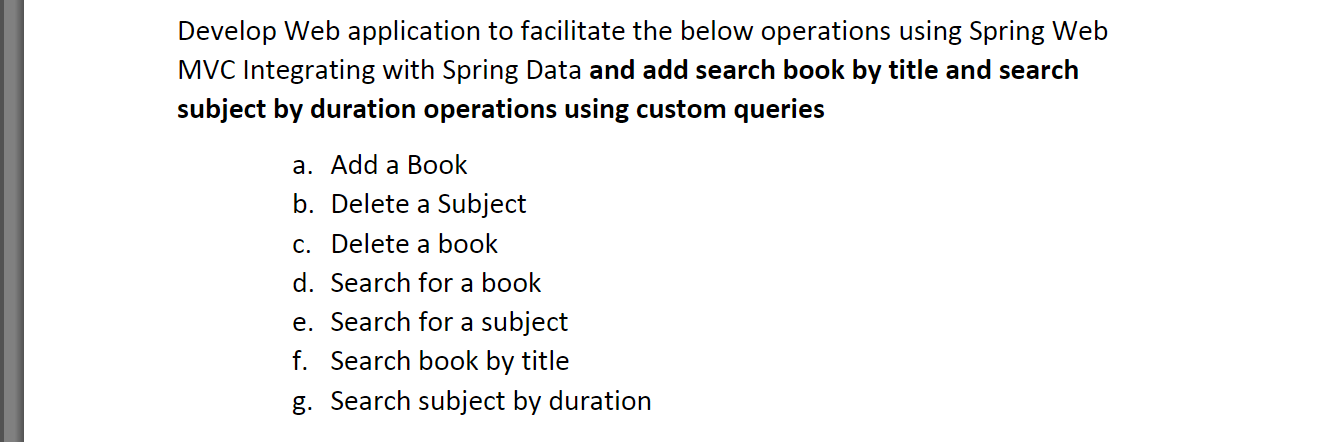 Develop Web application to facilitate the below operations using Spring Web
MVC Integrating with Spring Data and add search book by title and search
subject by duration operations using custom queries
a. Add a Book
b. Delete a Subject
c. Delete a book
d. Search for a book
e. Search for a subject
f. Search book by title
g. Search subject by duration